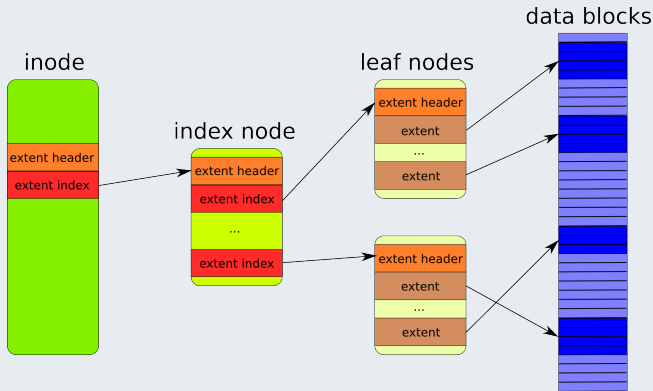 inode
extent header
extent index
index node
extent header
extent index
...
extent index
leaf nodes
extent header
extent
...
extent
extent header
extent
...
extent
data blocks